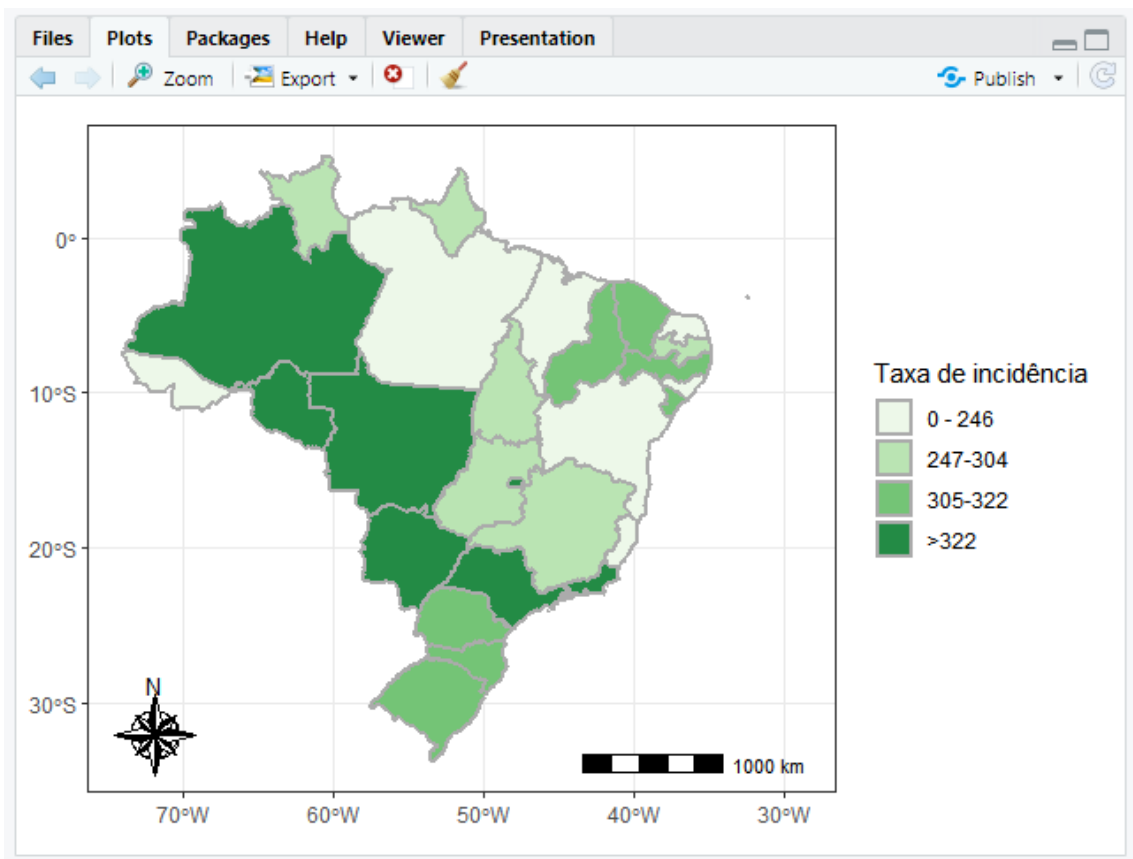 Files Plots Packages Help Viewer Presentation
Zoom Export Publish
0°
10°S
20°S
30°S
N
1000 km
70°W 60°W 50°W 40°W 30°W
Taxa de incidência
0 - 246
247-304
305-322
>322